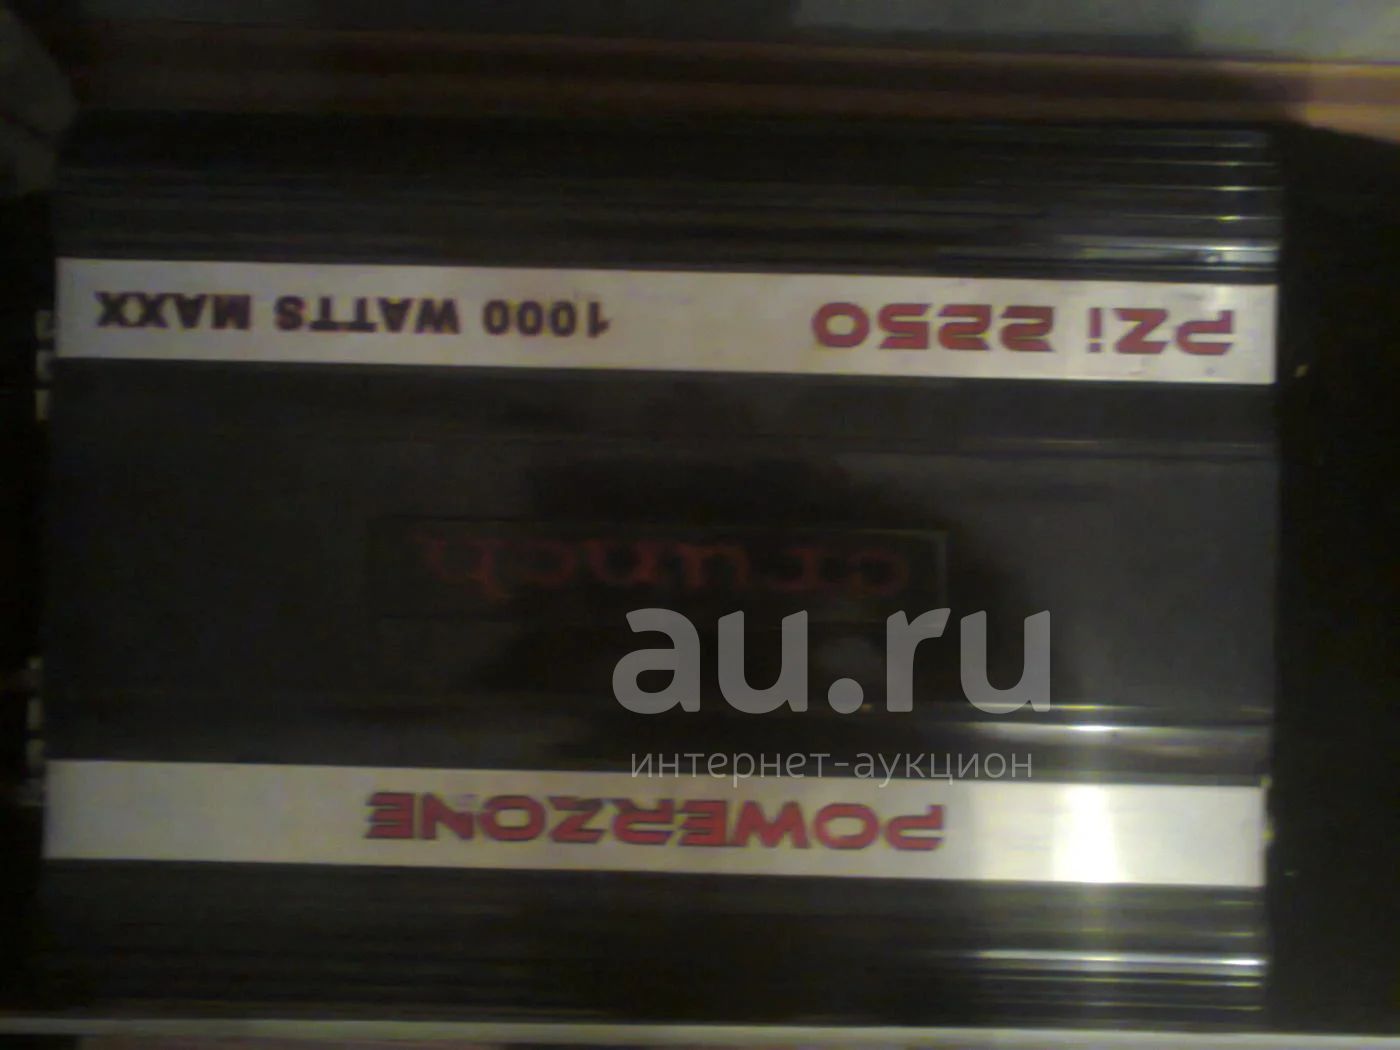 POWERZONE
crunch
PZi 2250 1000 WATTS MAXX
au.ru
интернет-аукцион